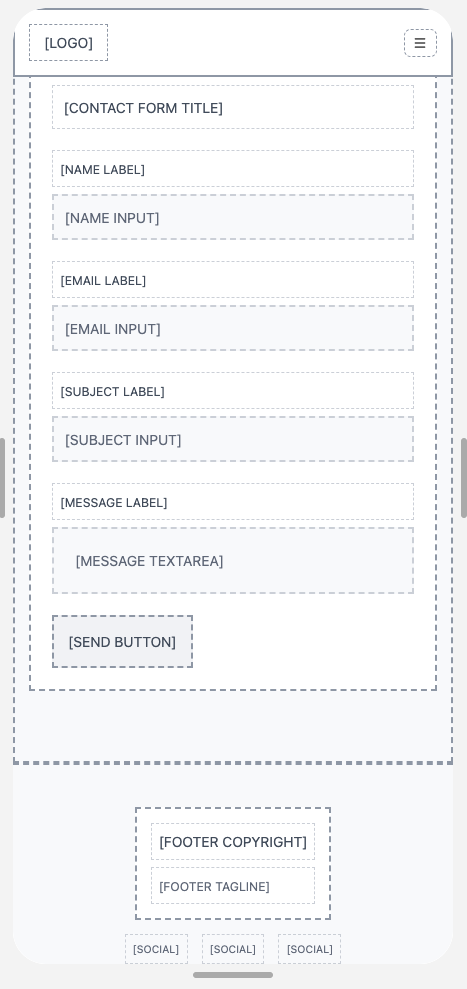 [LOGO]
[CONTACT FORM TITLE]
[NAME LABEL]
[NAME INPUT]
[EMAIL LABEL]
[EMAIL INPUT]
[SUBJECT LABEL]
[SUBJECT INPUT]
[MESSAGE LABEL]
[MESSAGE TEXTAREA]
[SEND BUTTON]
[FOOTER COPYRIGHT]
[FOOTER TAGLINE]
[SOCIAL] [SOCIAL] [SOCIAL]